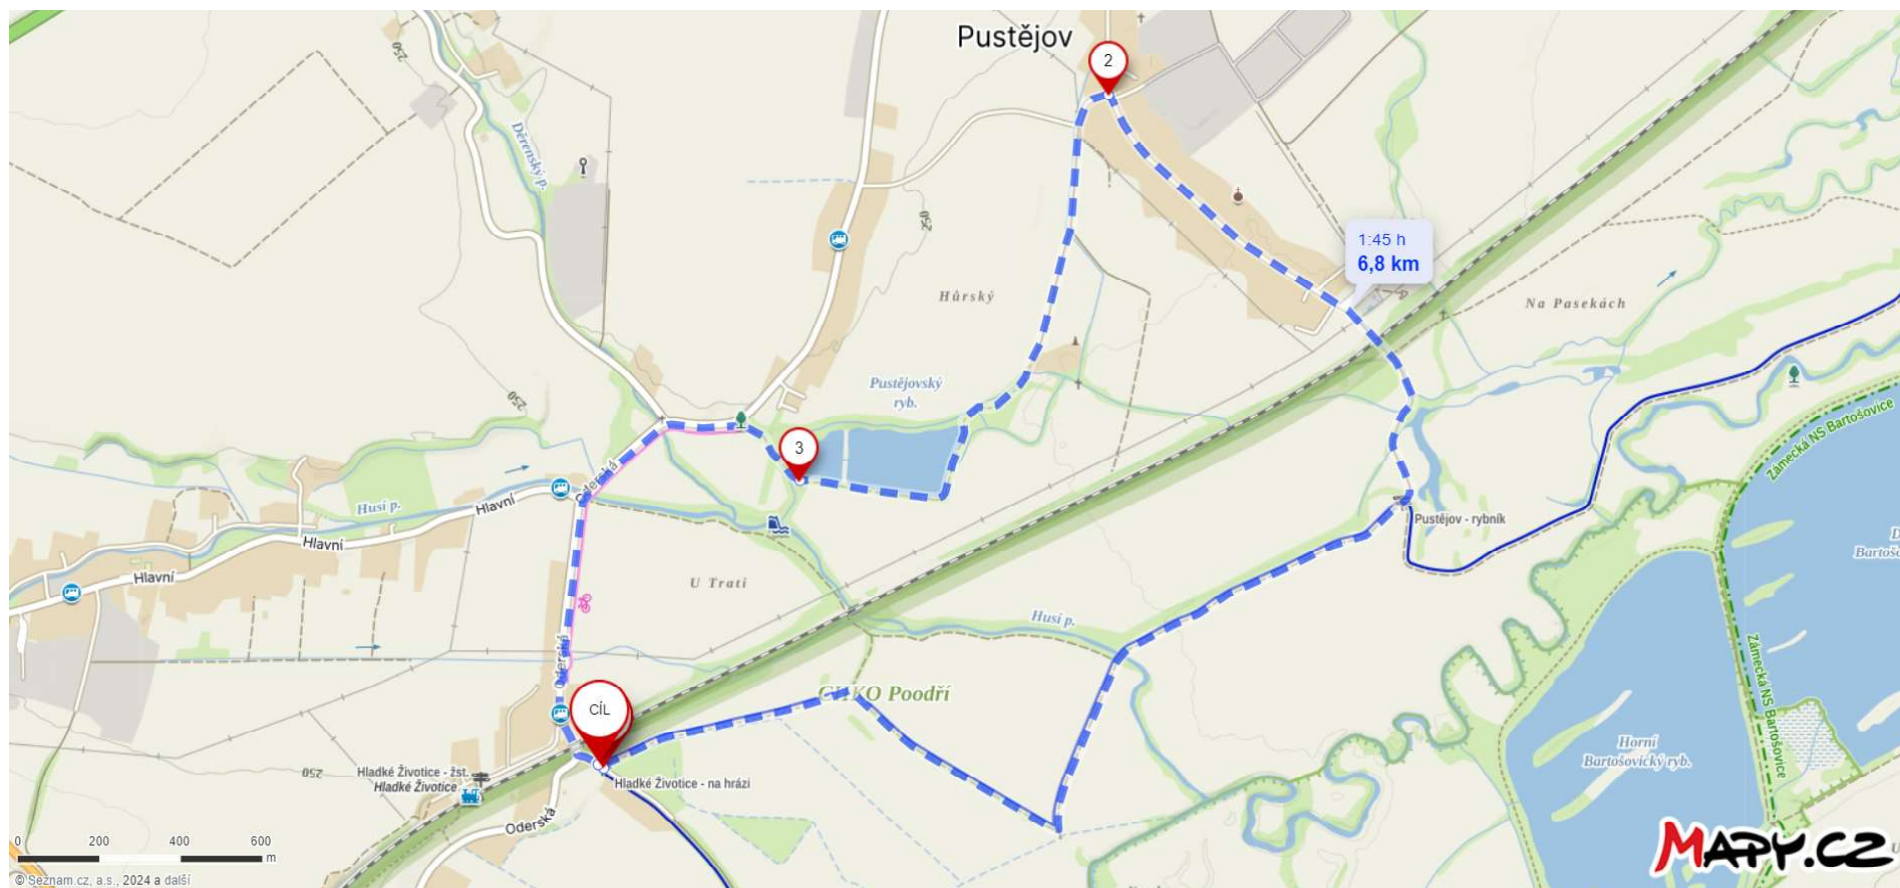 Pustějov
2
250
Děrenský p.
250
1:45 h
6,8 km
Hůrský
Na Pasekách
Pustějovský
ryb.
250
Zámecká NS Bartošovice
3
Oderská
Husí p.
Hlavní
Pustějov - rybník
Hlavní
Hlavní
U Trati
Husí p.
Oderská
Zámecká NS Bartošovice
CHKO Poodří
CÍL
Horní
Bartošovický ryb.
250
Hladké Životice - žst.
Hladké Životice
Hladké Životice - na hrázi
Oderská
0 200 400 600
m
© Seznam.cz, a.s., 2024 a další
MAPY.CZ